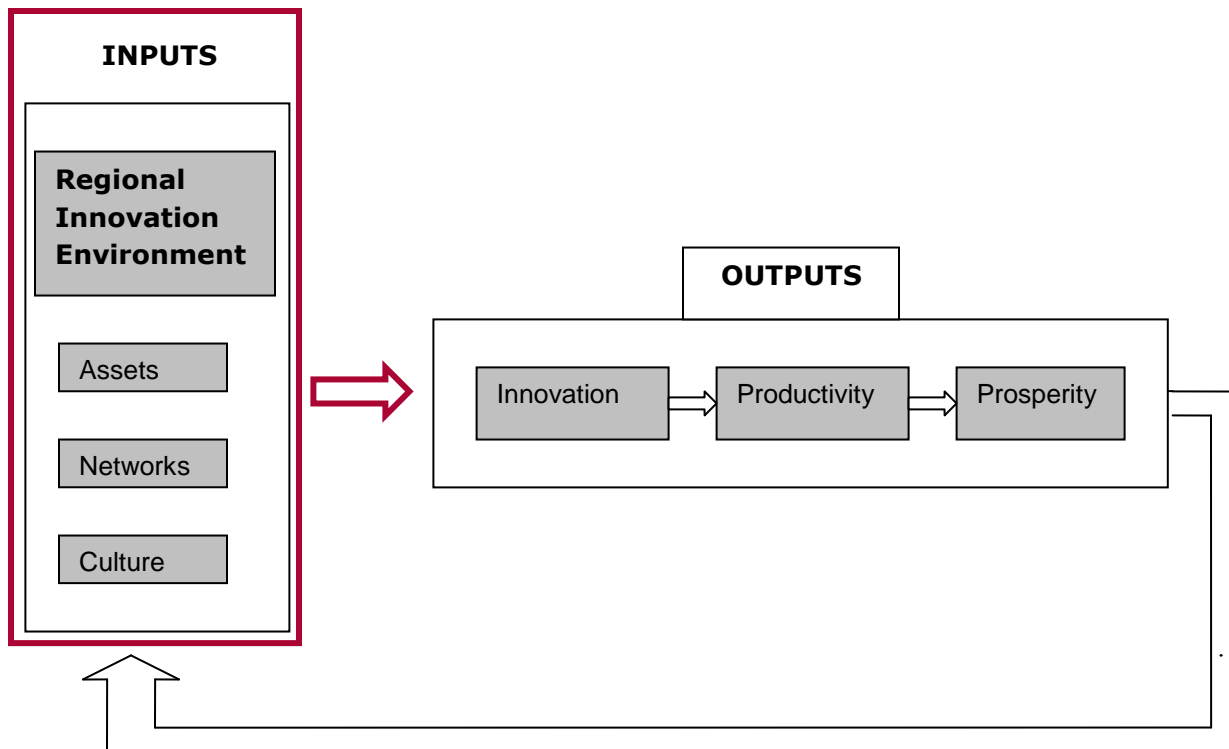 INPUTS
Regional
Innovation
Environment
Assets
Networks
Culture
OUTPUTS
Innovation
Productivity
Prosperity
.